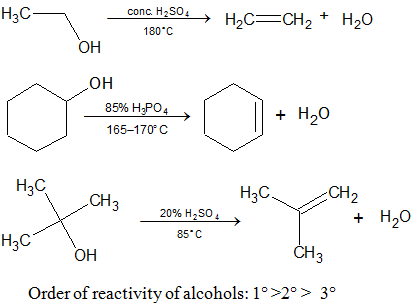 H₃C OH conc. H₂SO₄ 180°C H₂C CH₂ + H₂O
OH 85% H₃PO₄ 165–170°C + H₂O
H₃C CH₃ H₃C OH 20% H₂SO₄ 85°C H₃C CH₂ CH₃ + H₂O
Order of reactivity of alcohols: 1° >2° > 3°